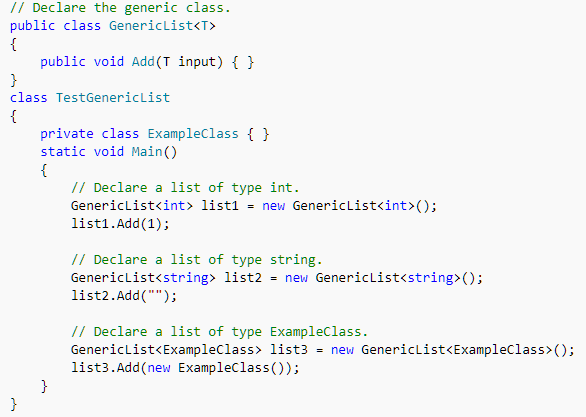 // Declare the generic class.
public class GenericList<T>
{
    public void Add(T input) { }
}
class TestGenericList
{
    private class ExampleClass { }
    static void Main()
    {
        // Declare a list of type int.
        GenericList<int> list1 = new GenericList<int>();
        list1.Add(1);

        // Declare a list of type string.
        GenericList<string> list2 = new GenericList<string>();
        list2.Add("");

        // Declare a list of type ExampleClass.
        GenericList<ExampleClass> list3 = new GenericList<ExampleClass>();
        list3.Add(new ExampleClass());
    }
}